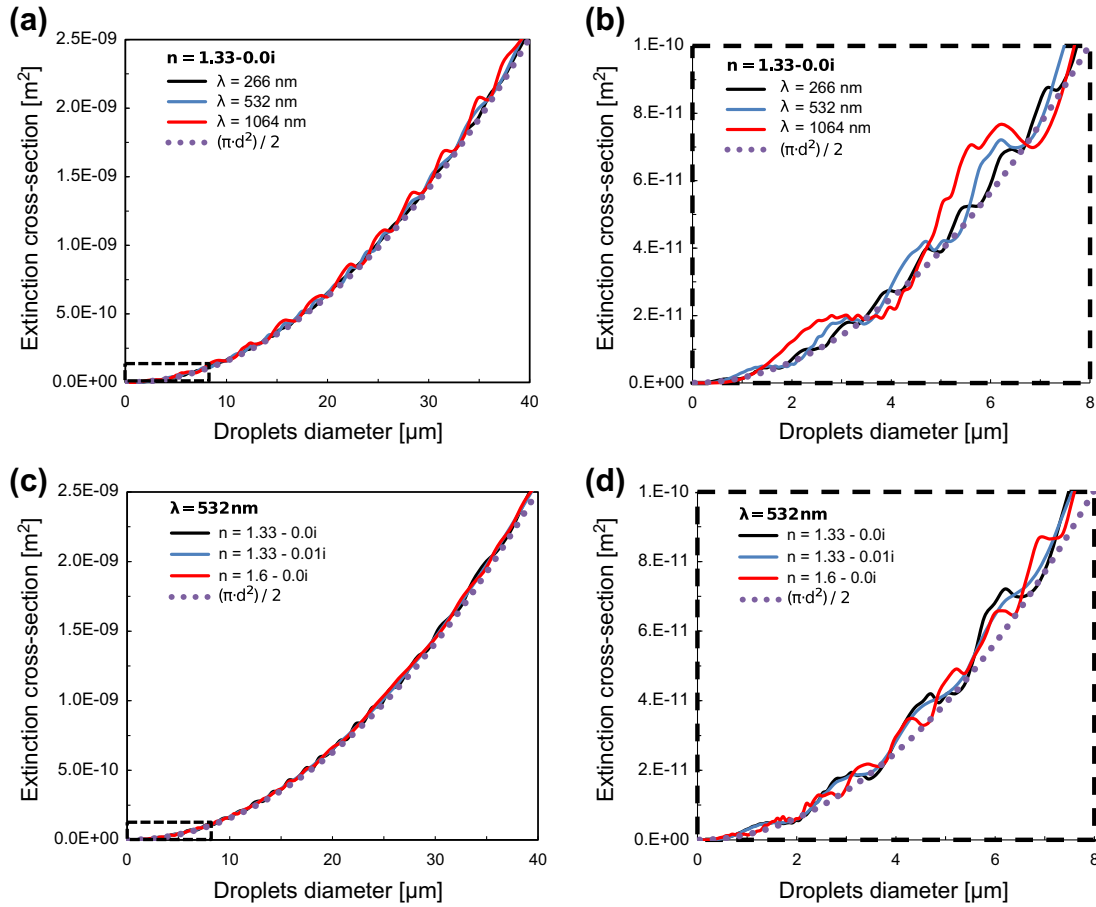 (a)
Extinction cross-section [m²]
2.5E-09
2.0E-09
1.5E-09
1.0E-09
5.0E-10
0.0E+00
n = 1.33-0.0i
λ = 266 nm
λ = 532 nm
λ = 1064 nm
(π·d²) / 2
0 10 20 30 40
Droplets diameter [µm]
(b)
Extinction cross-section [m²]
1.E-10
8.E-11
6.E-11
4.E-11
2.E-11
0.E+00
n = 1.33-0.0i
λ = 266 nm
λ = 532 nm
λ = 1064 nm
(π·d²) / 2
0 2 4 6 8
Droplets diameter [µm]
(c)
Extinction cross-section [m²]
2.5E-09
2.0E-09
1.5E-09
1.0E-09
5.0E-10
0.0E+00
λ = 532nm
n = 1.33 - 0.0i
n = 1.33 - 0.01i
n = 1.6 - 0.0i
(π·d²) / 2
0 10 20 30 40
Droplets diameter [µm]
(d)
Extinction cross-section [m²]
1.E-10
8.E-11
6.E-11
4.E-11
2.E-11
0.E+00
λ = 532nm
n = 1.33 - 0.0i
n = 1.33 - 0.01i
n = 1.6 - 0.0i
(π·d²) / 2
0 2 4 6 8
Droplets diameter [µm]